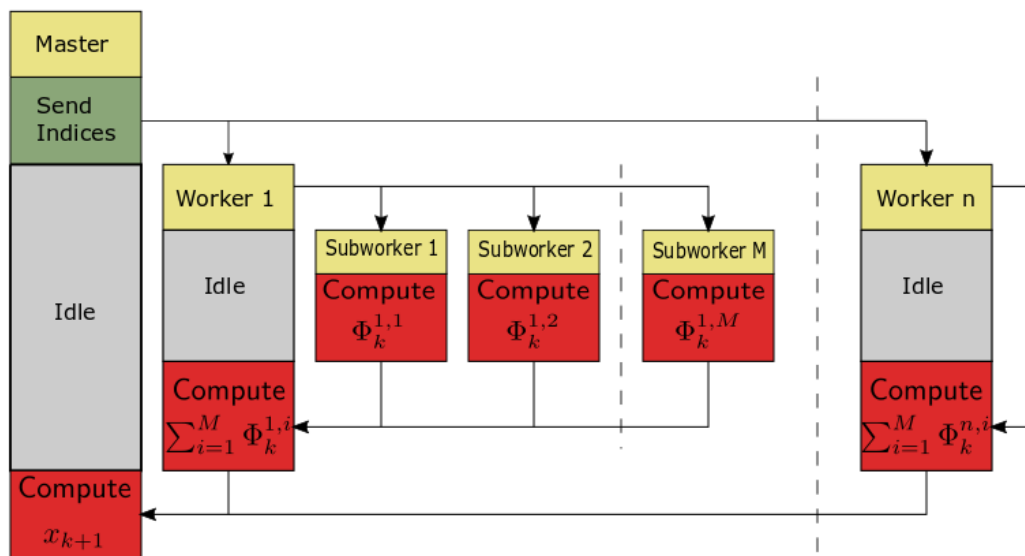 Master
Send
Indices
Idle
Compute
x_{k+1}
Worker 1
Idle
Compute
\sum_{i=1}^{M} \Phi_k^{1,i}
Subworker 1
Compute
\Phi_k^{1,1}
Subworker 2
Compute
\Phi_k^{1,2}
Subworker M
Compute
\Phi_k^{1,M}
Worker n
Idle
Compute
\sum_{i=1}^{M} \Phi_k^{n,i}